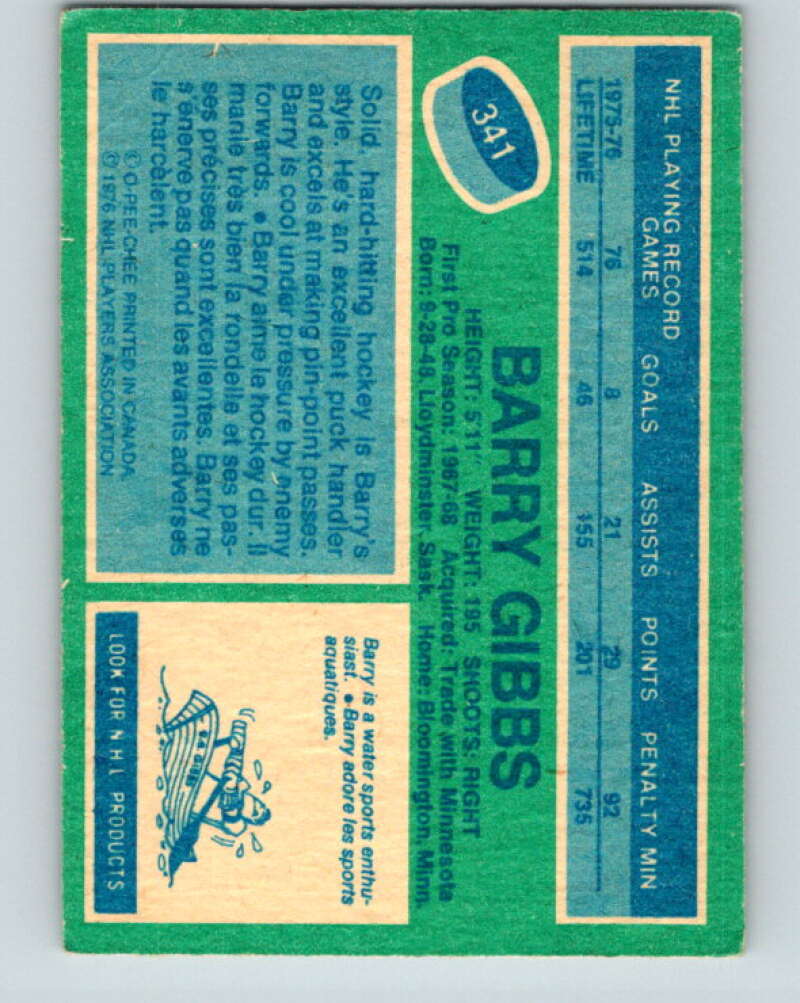 NHL PLAYING RECORD
GAMES GOALS ASSISTS POINTS PENALTY MIN
1975-76 76 8 21 29 92
LIFETIME 514 46 155 201 735
341
BARRY GIBBS
HEIGHT: 5'11" WEIGHT: 195 SHOOTS: RIGHT
First Pro Season: 1967-68 Acquired: Trade with Minnesota
Born: 9-28-48, Lloydminster, Sask. Home: Bloomington, Minn.
Solid, hard-hitting hockey is Barry's
style. He's an excellent puck handler
and excels at making pin-point passes.
Barry is cool under pressure by enemy
forwards. • Barry aime le hockey dur. Il
manie très bien la rondelle et ses pas-
ses précises sont excellentes. Barry ne
s'énerve pas quand les avants adverses
le harcèlent.
© O-PEE-CHEE PRINTED IN CANADA
© 1976 NHL PLAYERS ASSOCIATION
Barry is a water sports enthu-
siast. • Barry adore les sports
aquatiques.
LOOK FOR N.H.L. PRODUCTS